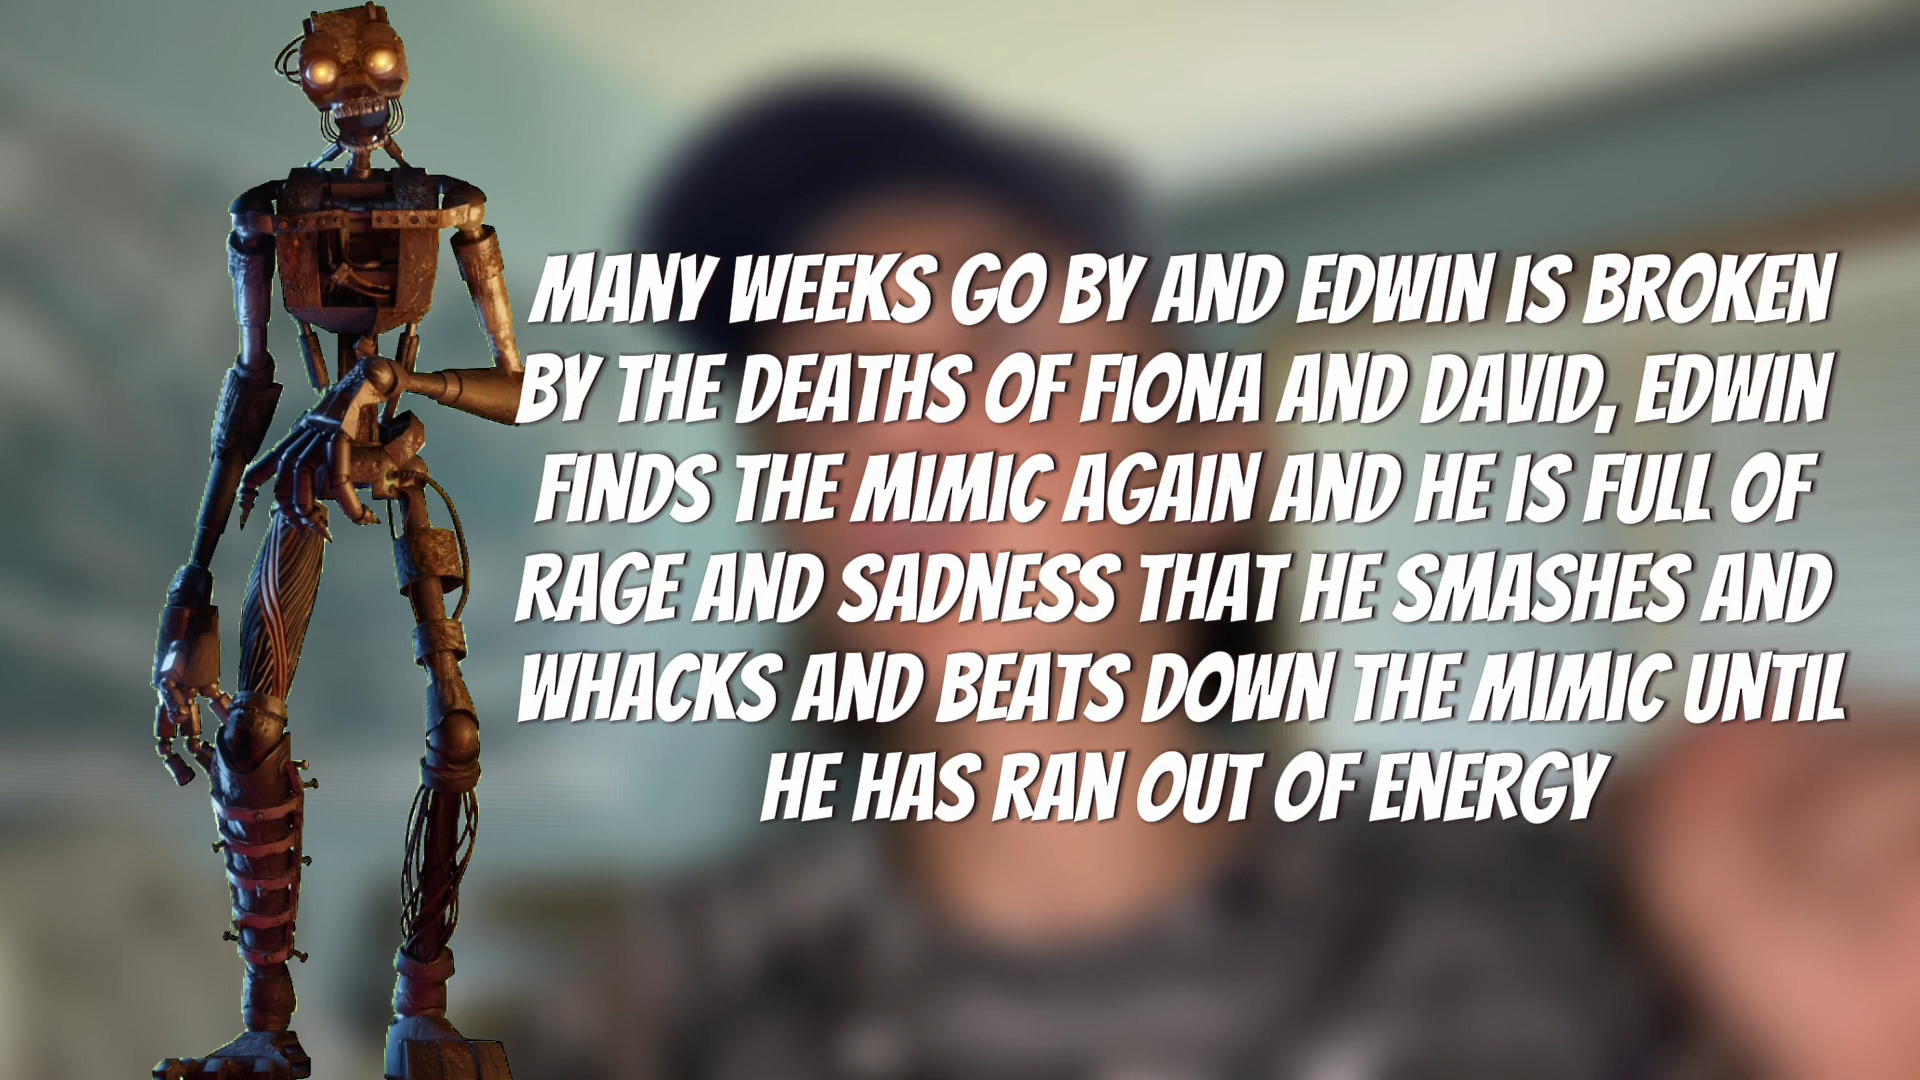 MANY WEEKS GO BY AND EDWIN IS BROKEN
BY THE DEATHS OF FIONA AND DAVID, EDWIN
FINDS THE MIMIC AGAIN AND HE IS FULL OF
RAGE AND SADNESS THAT HE SMASHES AND
WHACKS AND BEATS DOWN THE MIMIC UNTIL
HE HAS RAN OUT OF ENERGY